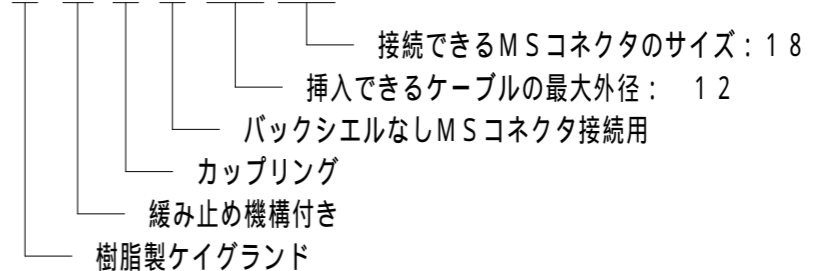 接続できるMSコネクタのサイズ:18
挿入できるケーブルの最大外径: 12
バックシエルなしMSコネクタ接続用
カップリング
緩み止め機構付き
樹脂製ケイグランド